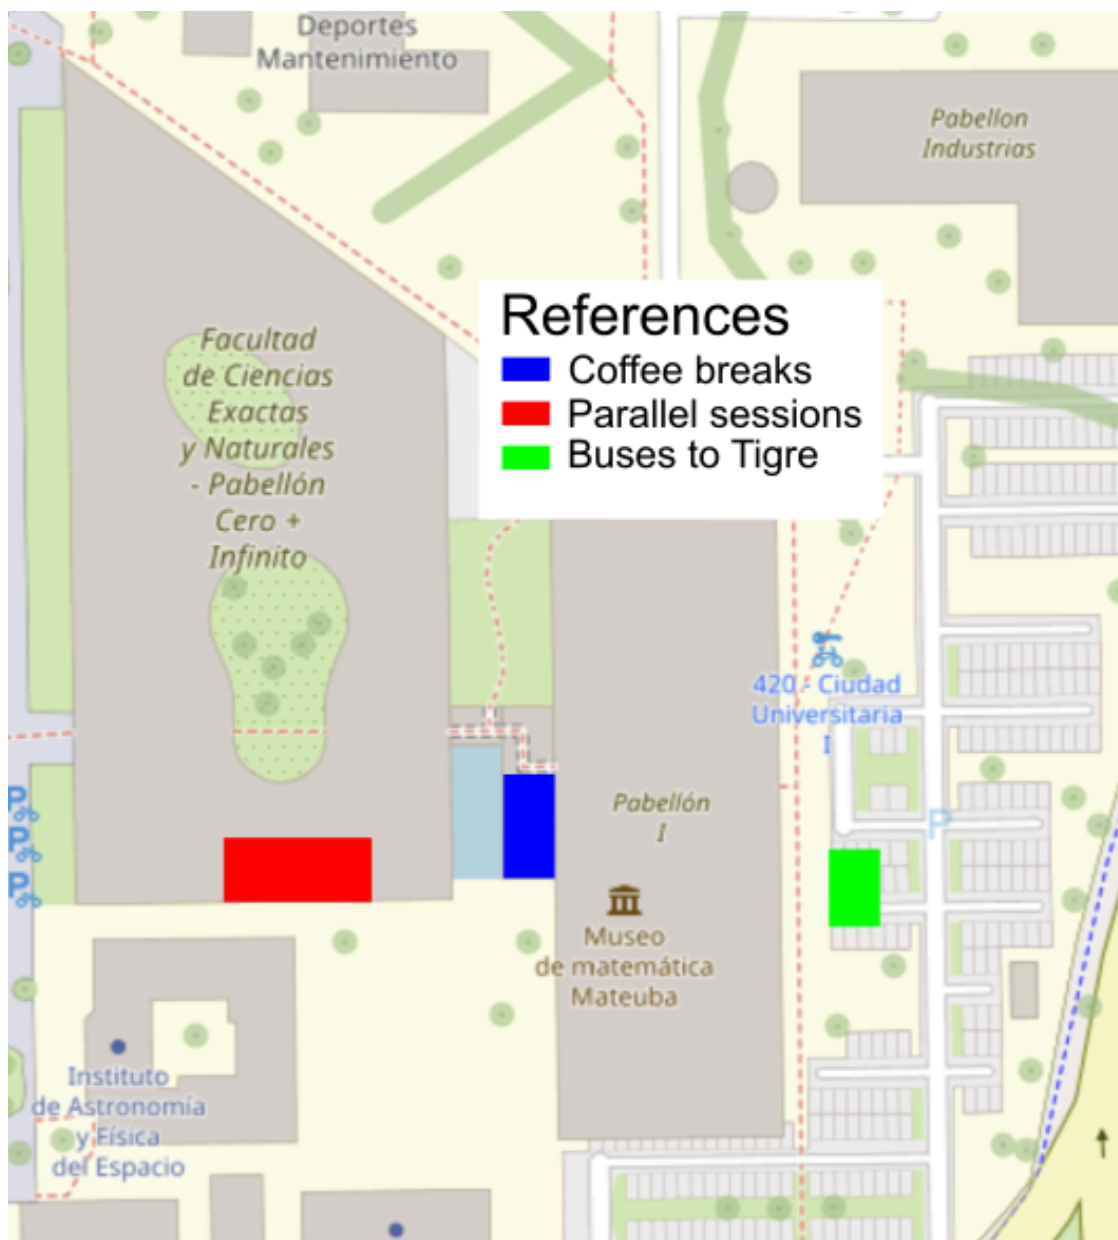 Deportes
Mantenimiento
Pabellon
Industrias
References
Coffee breaks
Parallel sessions
Buses to Tigre
Facultad
de Ciencias
Exactas
y Naturales
- Pabellón
Cero +
Infinito
420 - Ciudad
Universitaria
I
Pabellón
I
P
P
P
P
Museo
de matemática
Mateuba
Instituto
de Astronomía
y Física
del Espacio